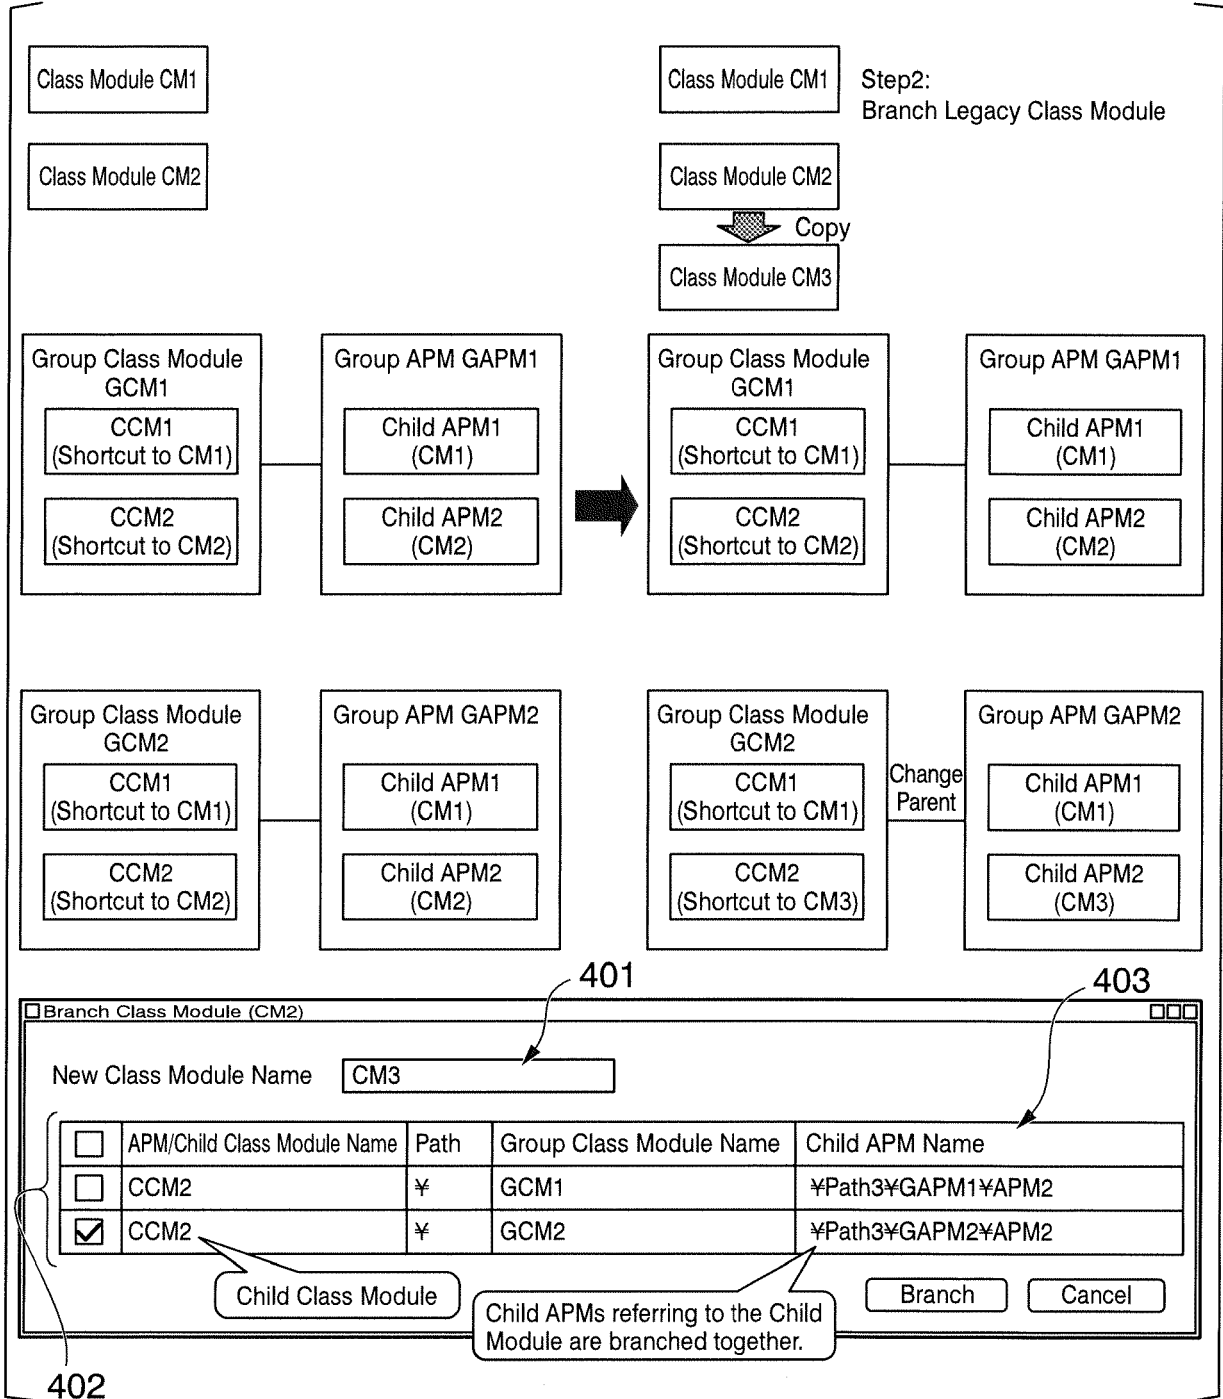 Class Module CM1
Class Module CM2
Class Module CM1
Step2:
Branch Legacy Class Module
Class Module CM2
Copy
Class Module CM3
Group Class Module
GCM1
CCM1
(Shortcut to CM1)
CCM2
(Shortcut to CM2)
Group APM GAPM1
Child APM1
(CM1)
Child APM2
(CM2)
Group Class Module
GCM1
CCM1
(Shortcut to CM1)
CCM2
(Shortcut to CM2)
Group APM GAPM1
Child APM1
(CM1)
Child APM2
(CM2)
Group Class Module
GCM2
CCM1
(Shortcut to CM1)
CCM2
(Shortcut to CM2)
Group APM GAPM2
Child APM1
(CM1)
Child APM2
(CM2)
Group Class Module
GCM2
CCM1
(Shortcut to CM1)
CCM2
(Shortcut to CM3)
Change
Parent
Group APM GAPM2
Child APM1
(CM1)
Child APM2
(CM3)
401
403
Branch Class Module (CM2)
New Class Module Name CM3
APM/Child Class Module Name Path Group Class Module Name Child APM Name
CCM2 ¥ GCM1 ¥Path3¥GAPM1¥APM2
CCM2 ¥ GCM2 ¥Path3¥GAPM2¥APM2
Child Class Module
Child APMs referring to the Child
Module are branched together.
Branch
Cancel
402